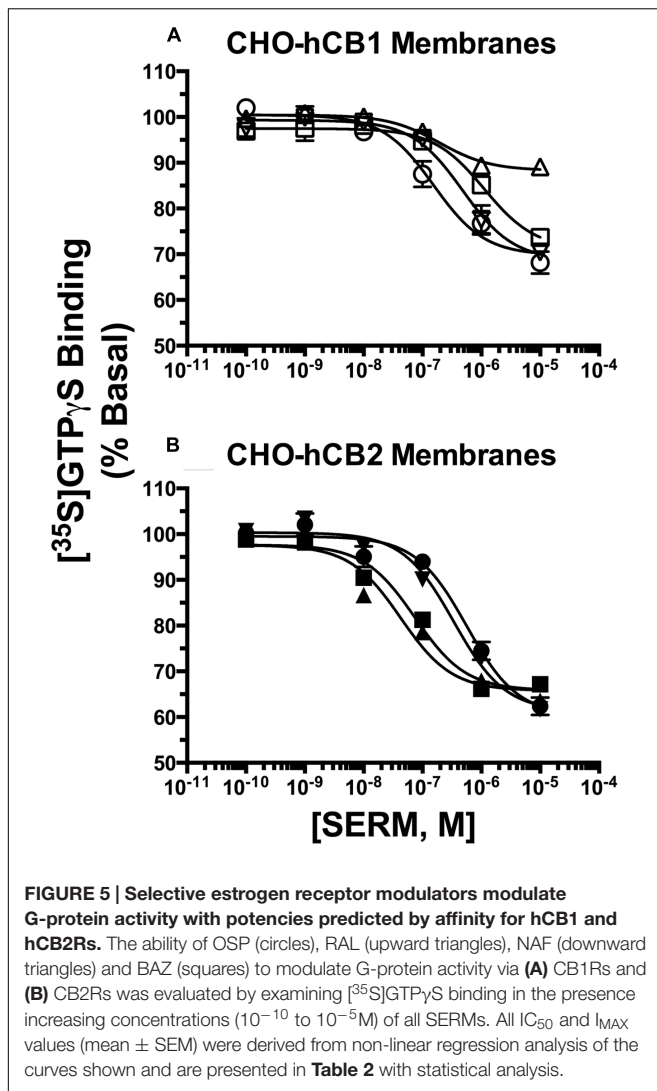 A
CHO-hCB1 Membranes
110
100
90
80
70
60
50
10⁻¹¹ 10⁻¹⁰ 10⁻⁹ 10⁻⁸ 10⁻⁷ 10⁻⁶ 10⁻⁵ 10⁻⁴
[³⁵S]GTPγS Binding
(% Basal)
B
CHO-hCB2 Membranes
110
100
90
80
70
60
50
10⁻¹¹ 10⁻¹⁰ 10⁻⁹ 10⁻⁸ 10⁻⁷ 10⁻⁶ 10⁻⁵ 10⁻⁴
[SERM, M]
FIGURE 5 | Selective estrogen receptor modulators modulate
G-protein activity with potencies predicted by affinity for hCB1 and
hCB2Rs. The ability of OSP (circles), RAL (upward triangles), NAF (downward
triangles) and BAZ (squares) to modulate G-protein activity via (A) CB1Rs and
(B) CB2Rs was evaluated by examining [³⁵S]GTPγS binding in the presence
increasing concentrations (10⁻¹⁰ to 10⁻⁵M) of all SERMs. All IC₅₀ and I_MAX
values (mean ± SEM) were derived from non-linear regression analysis of the
curves shown and are presented in Table 2 with statistical analysis.